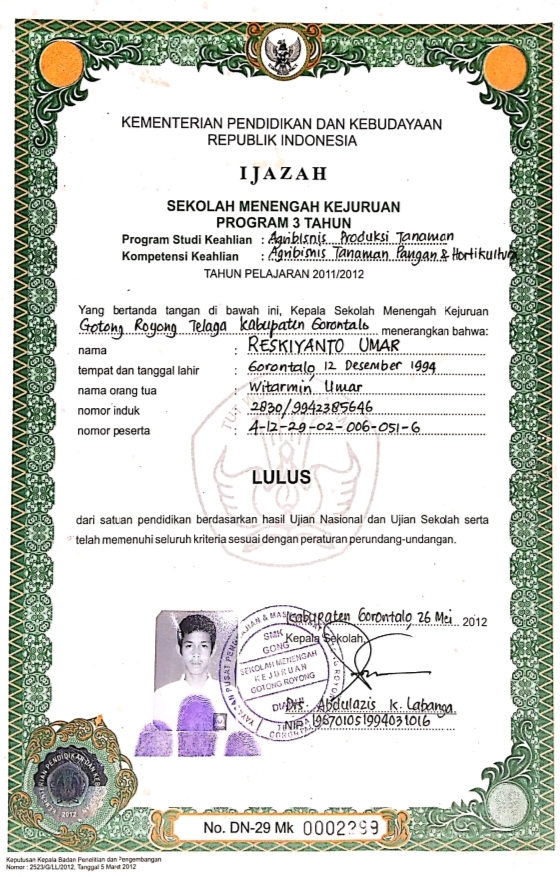 KEMENTERIAN PENDIDIKAN DAN KEBUDAYAAN
REPUBLIK INDONESIA
IJAZAH
SEKOLAH MENENGAH KEJURUAN
PROGRAM 3 TAHUN
Program Studi Keahlian : Agribisnis Produksi Tanaman
Kompetensi Keahlian : Agribisnis Tanaman Pangan & Hortikultura
TAHUN PELAJARAN 2011/2012
Yang bertanda tangan di bawah ini, Kepala Sekolah Menengah Kejuruan
Gotong Royong Telaga Kabupaten Gorontalo menerangkan bahwa:
nama : RESKIYANTO UMAR
tempat dan tanggal lahir : Gorontalo 12 Desember 1994
nama orang tua : Witarmin Umar
nomor induk : 2830/9942385646
nomor peserta : 4-12-29-02-006-051-6
LULUS
dari satuan pendidikan berdasarkan hasil Ujian Nasional dan Ujian Sekolah serta
telah memenuhi seluruh kriteria sesuai dengan peraturan perundang-undangan.
Kabupaten Gorontalo 26 Mei 2012
Kepala Sekolah,
SMK
SEKOLAH MENENGAH
KEJURUAN
GOTONG ROYONG
Drs. Abdulazis K. Labanga
NIP. 196701051994031016
No. DN-29 Mk 0002299
Keputusan Kepala Badan Penelitian dan Pengembangan
Nomor : 2523/G/LL/2012, Tanggal 5 Maret 2012